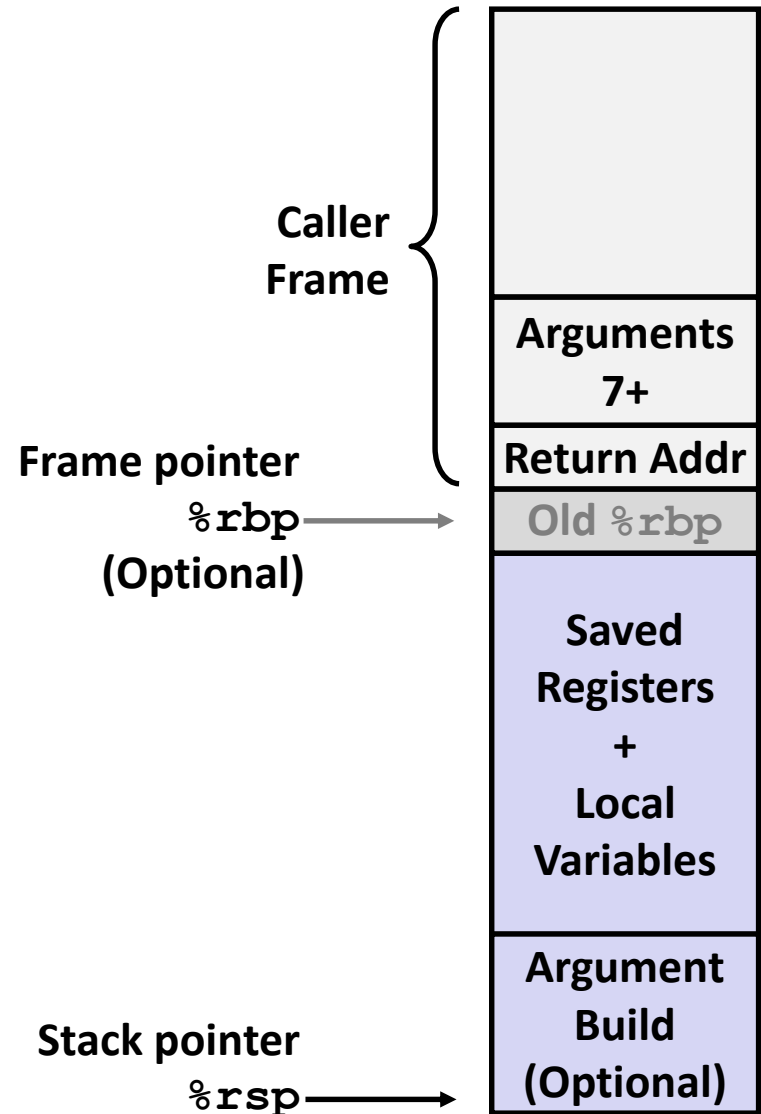 Caller
Frame
Arguments
7+
Return Addr
Frame pointer
%rbp
(Optional)
Old %rbp
Saved
Registers
+
Local
Variables
Argument
Build
(Optional)
Stack pointer
%rsp